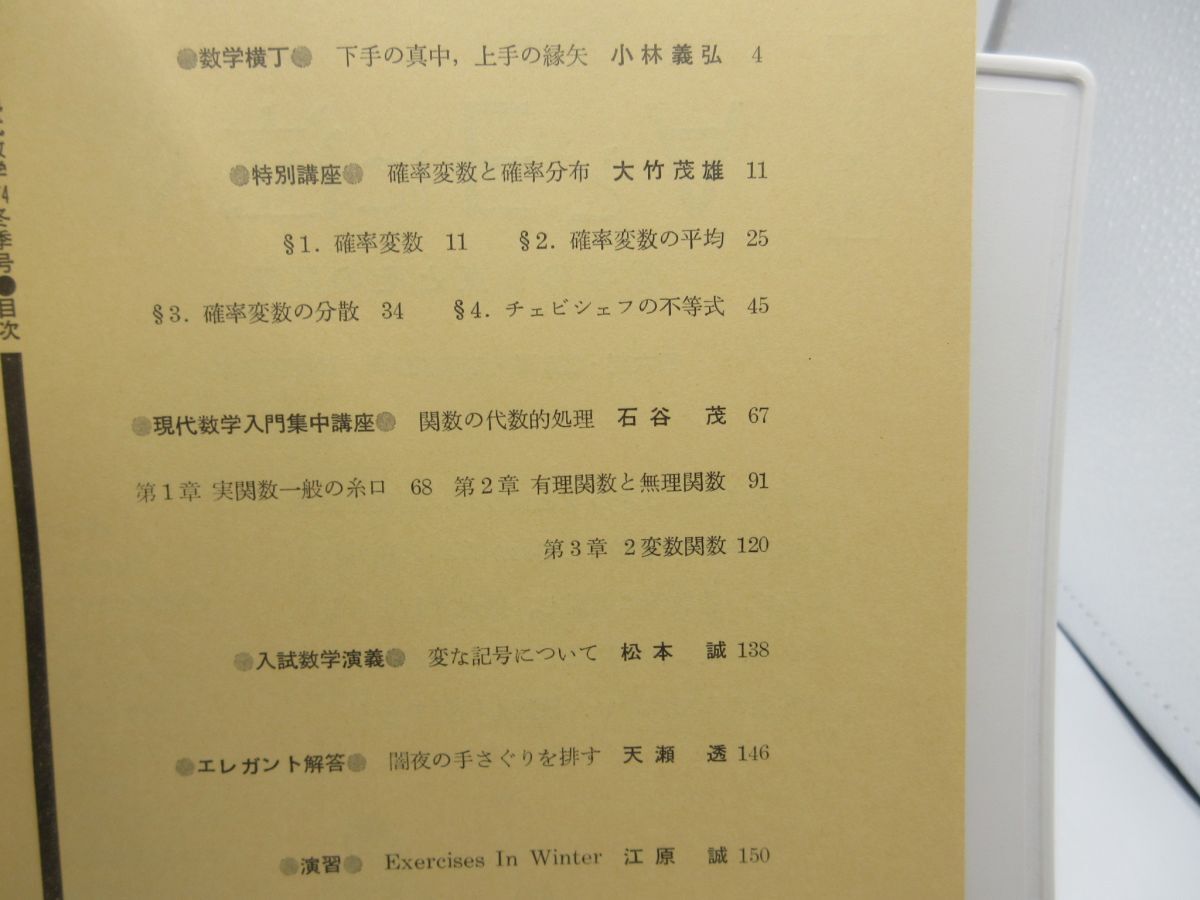 ●数学横丁● 下手の真中，上手の縁矢 小林義弘 4
●特別講座● 確率変数と確率分布 大竹茂雄 11
§1．確率変数 11 §2．確率変数の平均 25
§3．確率変数の分散 34 §4．チェビシェフの不等式 45
●現代数学入門集中講座● 関数の代数的処理 石谷 茂 67
第1章 実関数一般の糸口 68 第2章 有理関数と無理関数 91
第3章 2変数関数 120
●入試数学演義● 変な記号について 松本 誠 138
●エレガント解答● 闇夜の手さぐりを排す 天瀬 透 146
●演習● Exercises In Winter 江原 誠 150
数学 '74冬季号●目次